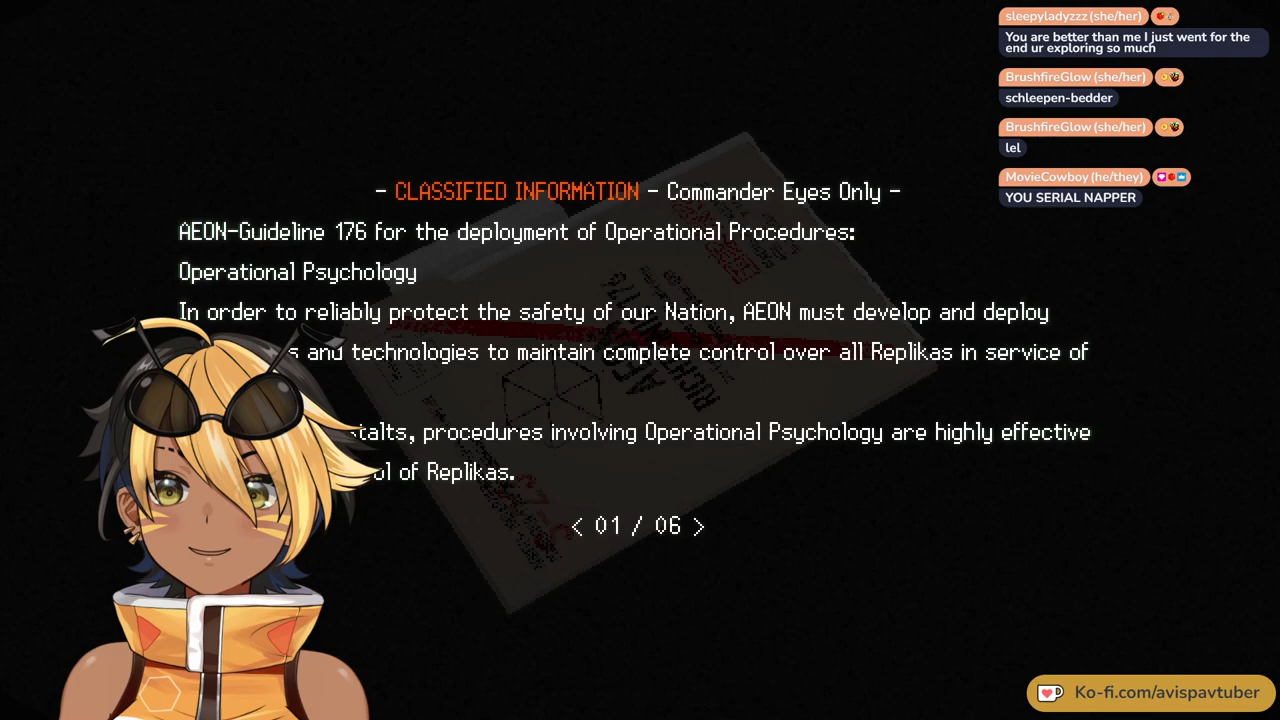 sleepyladyzzz (she/her)
You are better than me I just went for the
end ur exploring so much
BrushfireGlow (she/her)
schleepen-bedder
BrushfireGlow (she/her)
lel
MovieCowboy (he/they)
YOU SERIAL NAPPER
- CLASSIFIED INFORMATION - Commander Eyes Only -
AEON-Guideline 176 for the deployment of Operational Procedures:
Operational Psychology
In order to reliably protect the safety of our Nation, AEON must develop and deploy
and technologies to maintain complete control over all Replikas in service of
procedures involving Operational Psychology are highly effective
of Replikas.
< 01 / 06 >
Ko-fi.com/avispavtuber